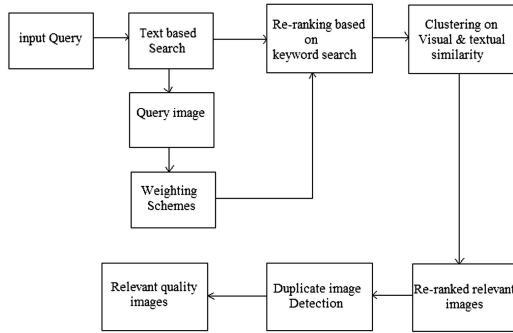 input Query
Text based
Search
Re-ranking based
on
keyword search
Clustering on
Visual & textual
similarity
Query image
Weighting
Schemes
Relevant quality
images
Duplicate image
Detection
Re-ranked relevant
images